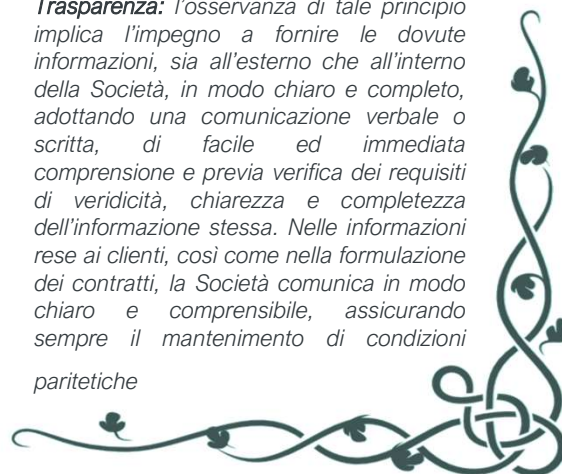 Trasparenza: l'osservanza di tale principio
implica l'impegno a fornire le dovute
informazioni, sia all'esterno che all'interno
della Società, in modo chiaro e completo,
adottando una comunicazione verbale o
scritta, di facile ed immediata
comprensione e previa verifica dei requisiti
di veridicità, chiarezza e completezza
dell'informazione stessa. Nelle informazioni
rese ai clienti, così come nella formulazione
dei contratti, la Società comunica in modo
chiaro e comprensibile, assicurando
sempre il mantenimento di condizioni
paritetiche